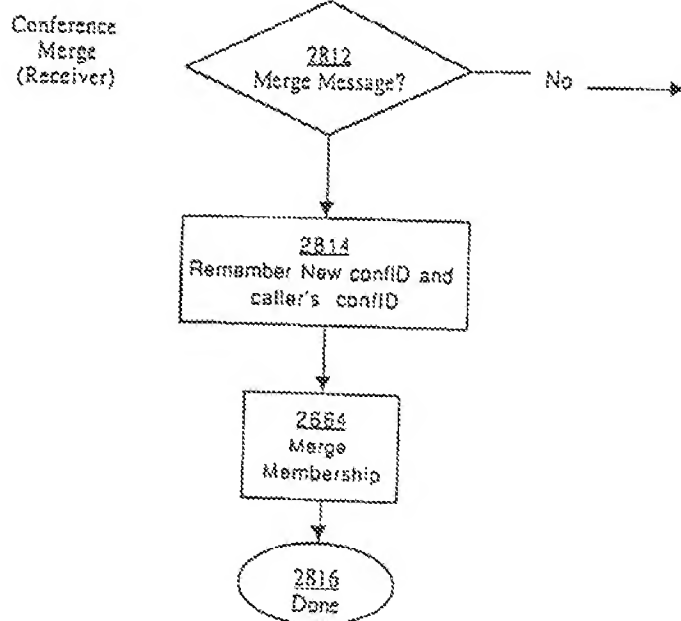 Conference
Merge
(Receiver)
2812
Merge Message?
No
2814
Remember New confID and
caller's confID
2664
Merge
Membership
2816
Done